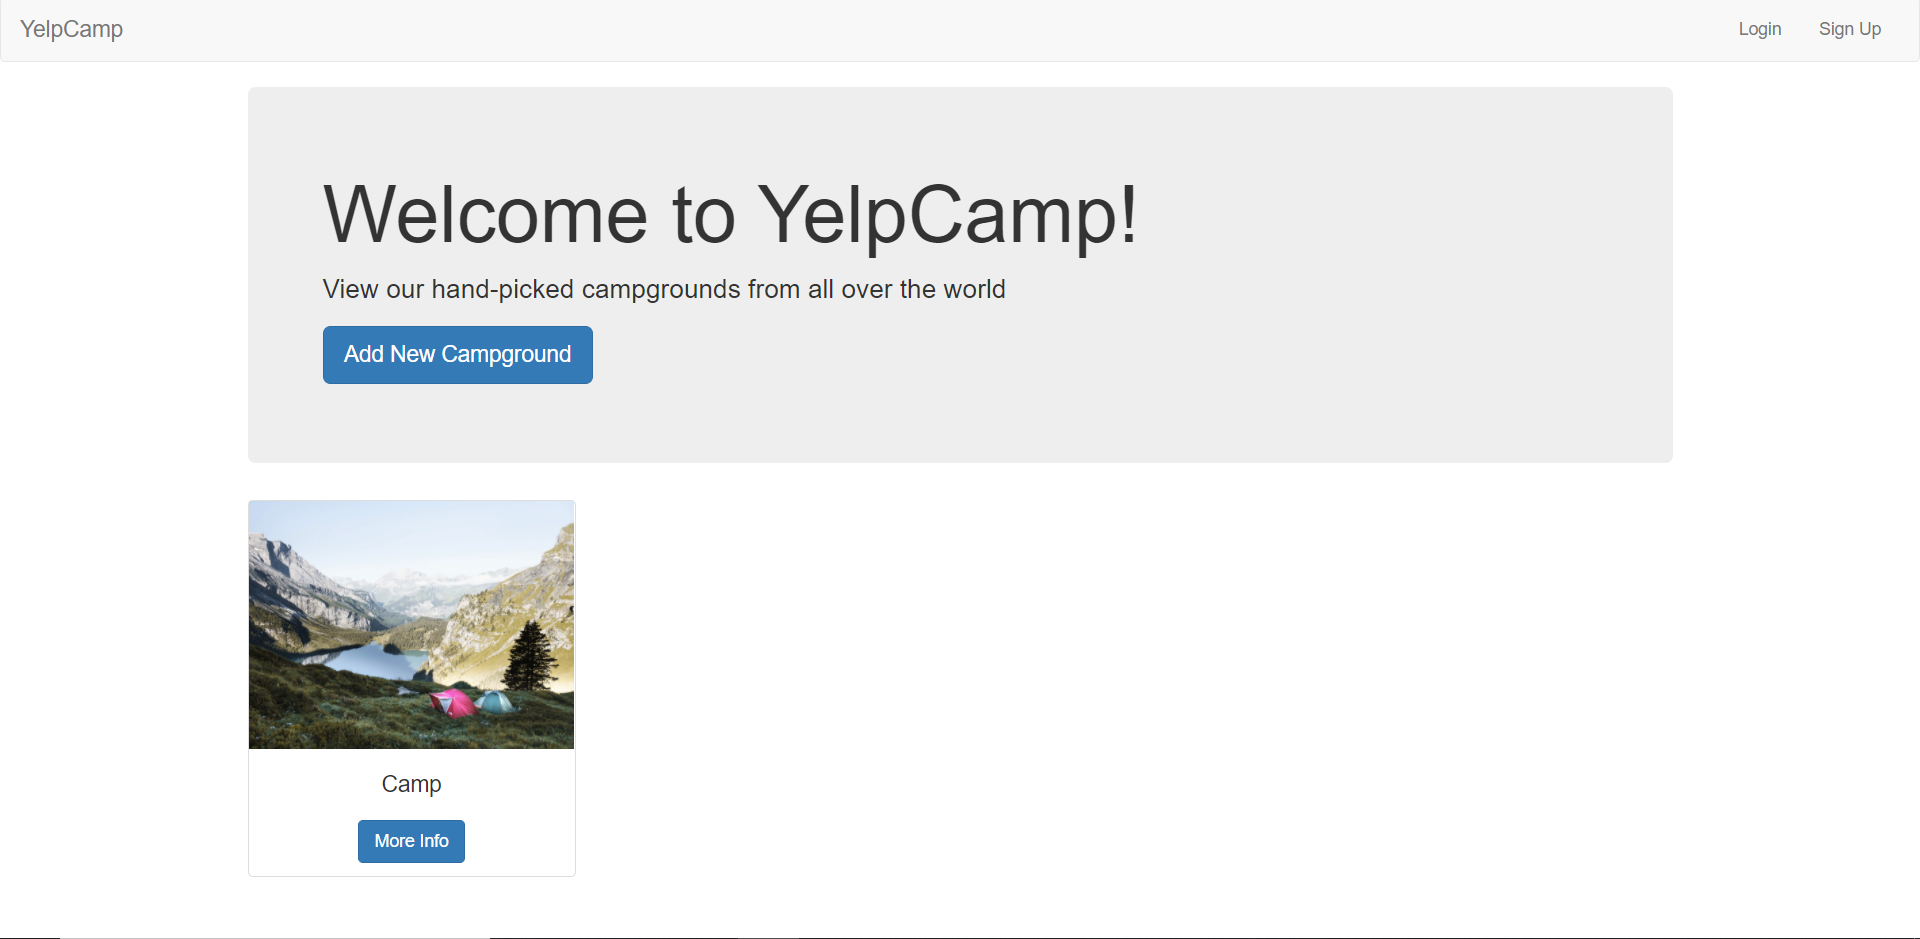 YelpCamp
Login
Sign Up
Welcome to YelpCamp!
View our hand-picked campgrounds from all over the world
Add New Campground
Camp
More Info